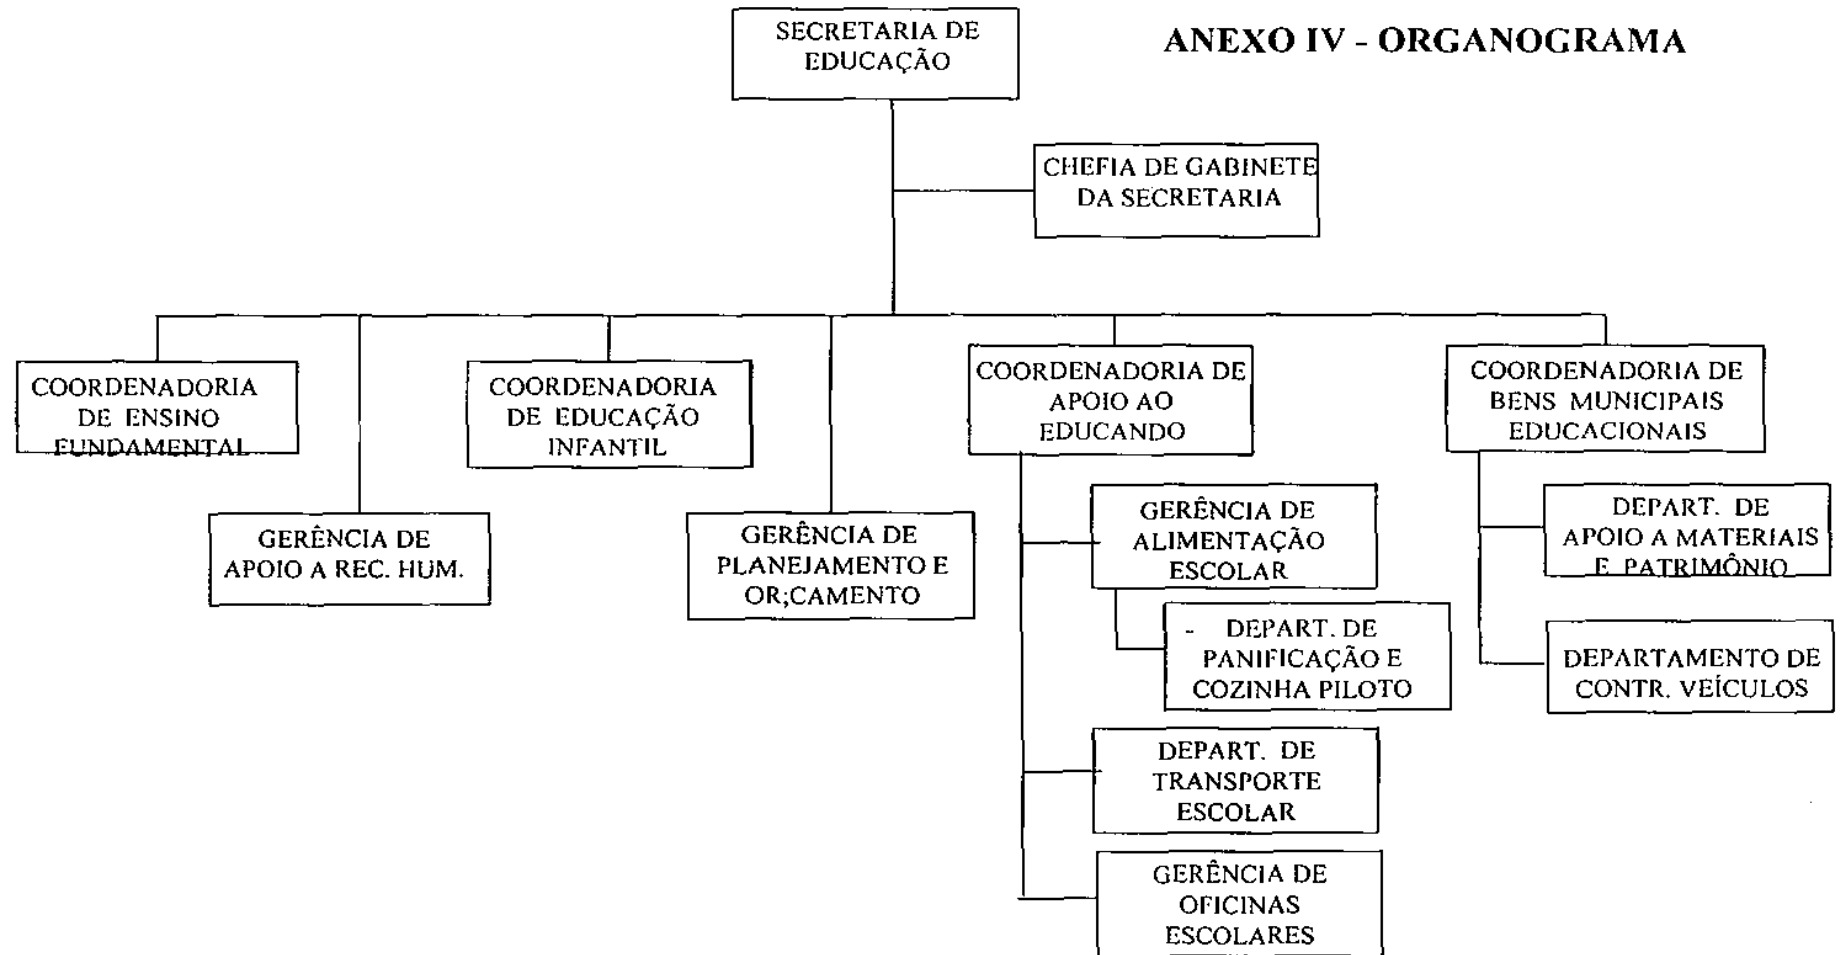 SECRETARIA DE
EDUCAÇÃO
ANEXO IV - ORGANOGRAMA
CHEFIA DE GABINETE
DA SECRETARIA
COORDENADORIA
DE ENSINO
FUNDAMENTAL
COORDENADORIA
DE EDUCAÇÃO
INFANTIL
COORDENADORIA DE
APOIO AO
EDUCANDO
COORDENADORIA DE
BENS MUNICIPAIS
EDUCACIONAIS
GERÊNCIA DE
APOIO A REC. HUM.
GERÊNCIA DE
PLANEJAMENTO E
OR;CAMENTO
GERÊNCIA DE
ALIMENTAÇÃO
ESCOLAR
DEPART. DE
APOIO A MATERIAIS
E PATRIMÔNIO
- DEPART. DE
PANIFICAÇÃO E
COZINHA PILOTO
DEPARTAMENTO DE
CONTR. VEÍCULOS
DEPART. DE
TRANSPORTE
ESCOLAR
GERÊNCIA DE
OFICINAS
ESCOLARES